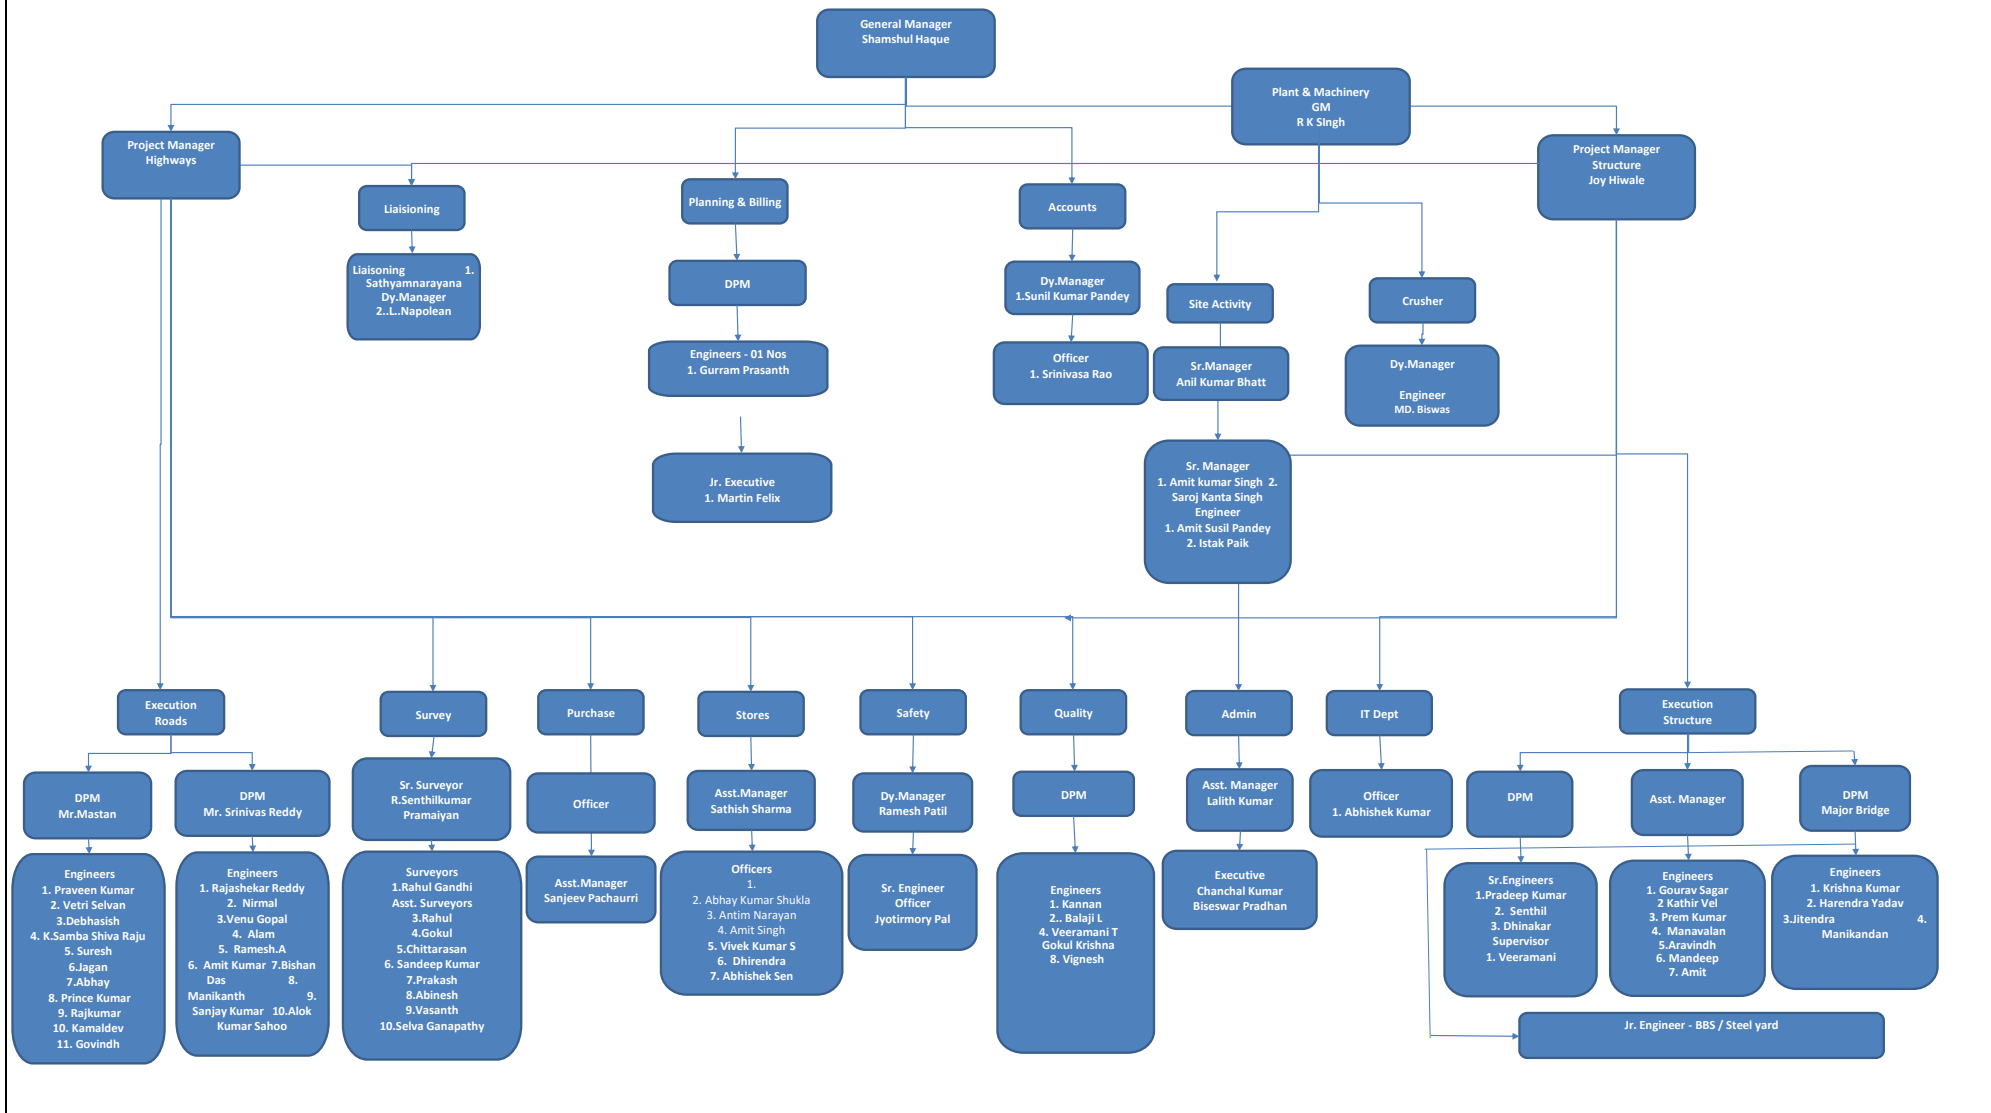 General Manager
Shamshul Haque
Plant & Machinery
GM
R K SIngh
Project Manager
Highways
Project Manager
Structure
Joy Hiwale
Liaisioning
Planning & Billing
Accounts
Liaisoning 1.
Sathyamnarayana
Dy.Manager
2..L..Napolean
DPM
Dy.Manager
1.Sunil Kumar Pandey
Site Activity
Crusher
Engineers - 01 Nos
1. Gurram Prasanth
Officer
1. Srinivasa Rao
Sr.Manager
Anil Kumar Bhatt
Dy.Manager
Engineer
MD. Biswas
Jr. Executive
1. Martin Felix
Sr. Manager
1. Amit kumar Singh 2.
Saroj Kanta Singh
Engineer
1. Amit Susil Pandey
2. Istak Paik
Execution
Roads
Survey
Purchase
Stores
Safety
Quality
Admin
IT Dept
Execution
Structure
DPM
Mr.Mastan
DPM
Mr. Srinivas Reddy
Sr. Surveyor
R.Senthilkumar
Pramaiyan
Officer
Asst.Manager
Sathish Sharma
Dy.Manager
Ramesh Patil
DPM
Asst. Manager
Lalith Kumar
Officer
1. Abhishek Kumar
DPM
Asst. Manager
DPM
Major Bridge
Engineers
1. Praveen Kumar
2. Vetri Selvan
3.Debhasish
4. K.Samba Shiva Raju
5. Suresh
6.Jagan
7.Abhay
8. Prince Kumar
9. Rajkumar
10. Kamaldev
11. Govindh
Engineers
1. Rajashekar Reddy
2. Nirmal
3.Venu Gopal
4. Alam
5. Ramesh.A
6. Amit Kumar 7.Bishan
Das 8.
Manikanth 9.
Sanjay Kumar 10.Alok
Kumar Sahoo
Surveyors
1.Rahul Gandhi
Asst. Surveyors
3.Rahul
4.Gokul
5.Chittarasan
6. Sandeep Kumar
7.Prakash
8.Abinesh
9.Vasanth
10.Selva Ganapathy
Asst.Manager
Sanjeev Pachaurri
Officers
1.
2. Abhay Kumar Shukla
3. Antim Narayan
4. Amit Singh
5. Vivek Kumar S
6. Dhirendra
7. Abhishek Sen
Sr. Engineer
Officer
Jyotirmory Pal
Engineers
1. Kannan
2.. Balaji L
4. Veeramani T
Gokul Krishna
8. Vignesh
Executive
Chanchal Kumar
Biseswar Pradhan
Sr.Engineers
1.Pradeep Kumar
2. Senthil
3. Dhinakar
Supervisor
1. Veeramani
Engineers
1. Gourav Sagar
2 Kathir Vel
3. Prem Kumar
4. Manavalan
5.Aravindh
6. Mandeep
7. Amit
Engineers
1. Krishna Kumar
2. Harendra Yadav
3.Jitendra 4.
Manikandan
Jr. Engineer - BBS / Steel yard